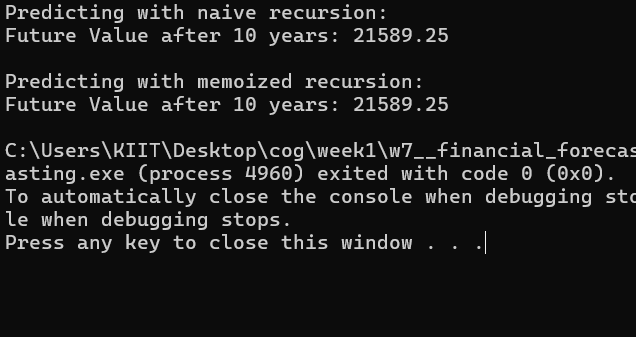 Predicting with naive recursion:
Future Value after 10 years: 21589.25
Predicting with memoized recursion:
Future Value after 10 years: 21589.25
C:\Users\KIIT\Desktop\cog\week1\w7__financial_forecas
asting.exe (process 4960) exited with code 0 (0x0).
To automatically close the console when debugging sto
le when debugging stops.
Press any key to close this window . . .